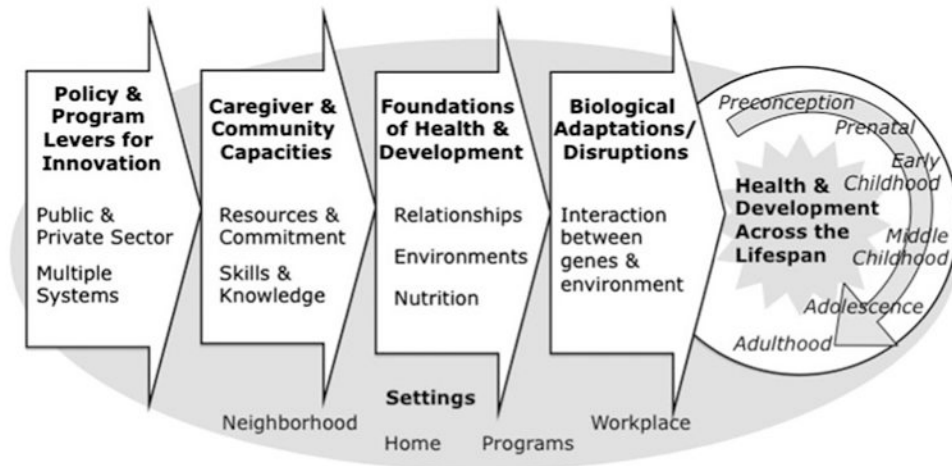 Policy &
Program
Levers for
Innovation
Public &
Private Sector
Multiple
Systems
Caregiver &
Community
Capacities
Resources &
Commitment
Skills &
Knowledge
Foundations
of Health &
Development
Relationships
Environments
Nutrition
Biological
Adaptations/
Disruptions
Interaction
between
genes &
environment
Health &
Development
Across the
Lifespan
Preconception
Prenatal
Early
Childhood
Middle
Childhood
Adolescence
Adulthood
Settings
Neighborhood
Home
Programs
Workplace